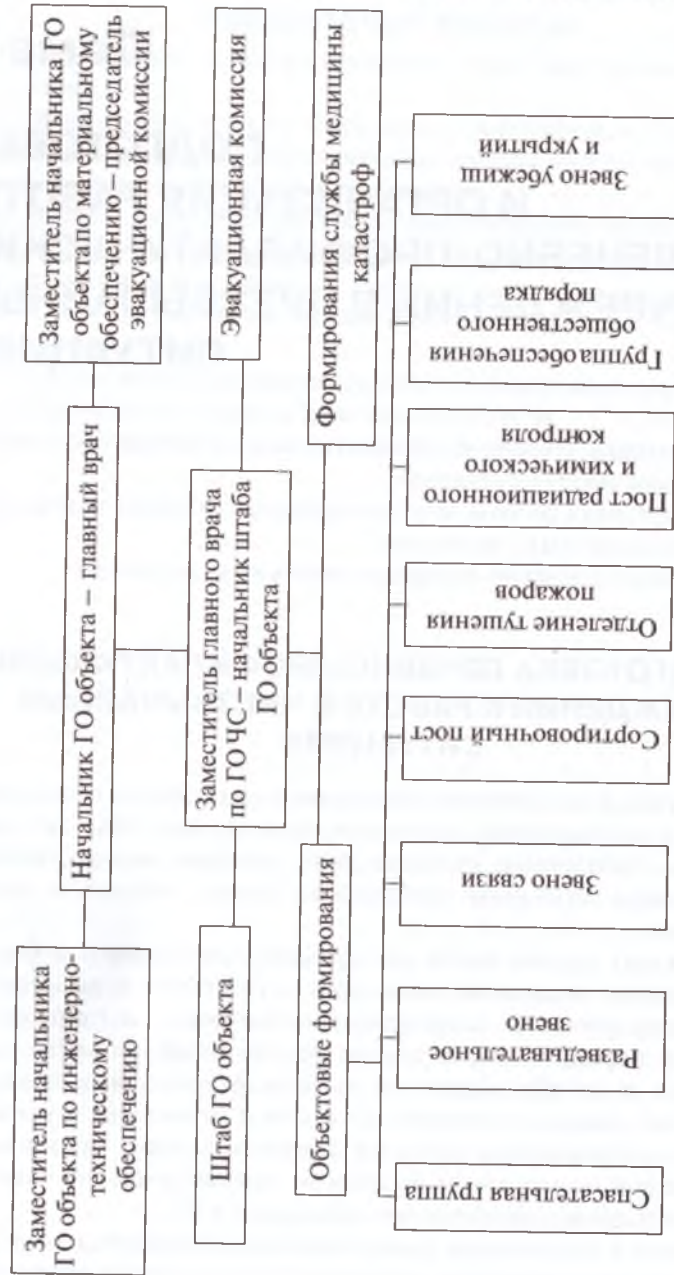 Заместитель начальника
ГО объекта по инженерно-
техническому
обеспечению
Начальник ГО объекта — главный врач
Заместитель начальника ГО
объекта по материальному
обеспечению — председатель
эвакуационной комиссии
Штаб ГО объекта
Заместитель главного врача
по ГО ЧС — начальник штаба
ГО объекта
Эвакуационная комиссия
Объектовые формирования
Формирования службы медицины
катастроф
Спасательная группа
Разведывательное
звено
Звено связи
Сортировочный пост
Отделение тушения
пожаров
Пост радиационного
и химического
контроля
Группа обеспечения
общественного
порядка
Звено убежищ
и укрытий